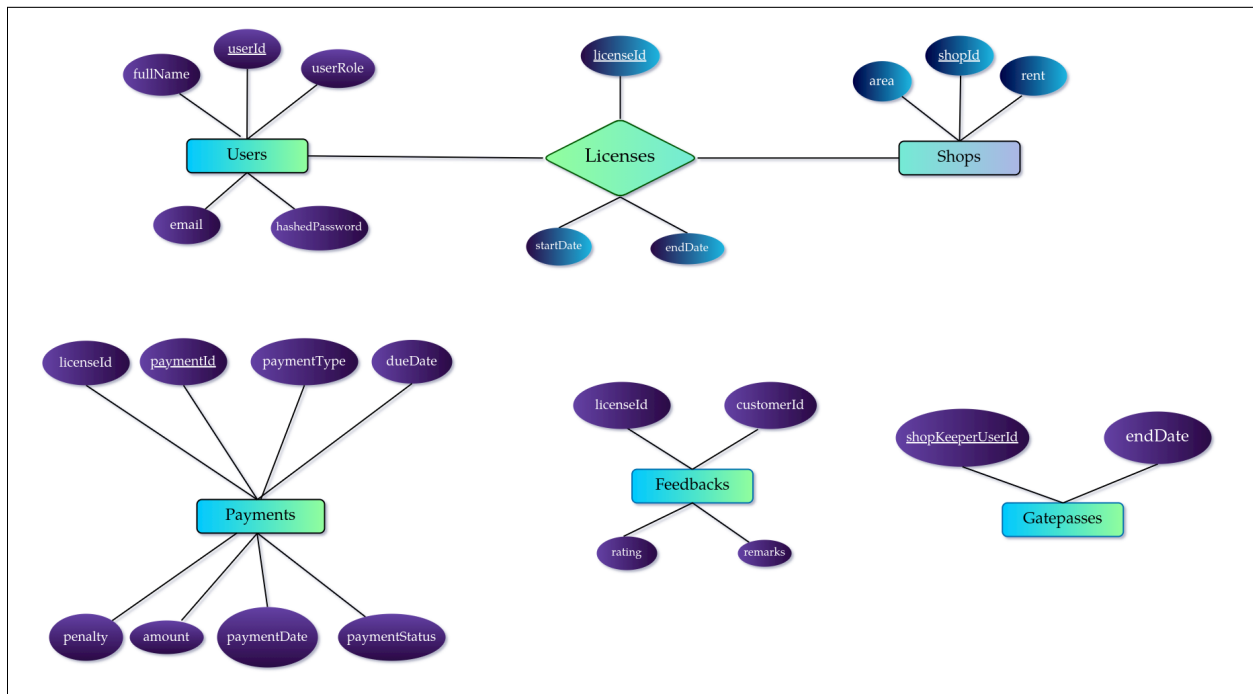 userId
fullName
userRole
Users
email
hashedPassword
licenseId
Licenses
startDate
endDate
shopId
area
rent
Shops
licenseId
paymentId
paymentType
dueDate
Payments
penalty
amount
paymentDate
paymentStatus
licenseId
customerId
Feedbacks
rating
remarks
shopKeeperUserId
endDate
Gatepasses